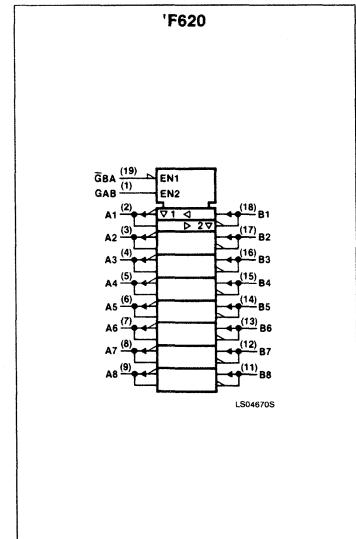 'F620
G̅BA (19) EN1
GAB (1) EN2
A1 (2) ▽ 1 ◁ (18) B1
▷ 2 ▽
A2 (3) (17) B2
A3 (4) (16) B3
A4 (5) (15) B4
A5 (6) (14) B5
A6 (7) (13) B6
A7 (8) (12) B7
A8 (9) (11) B8
LS04670S